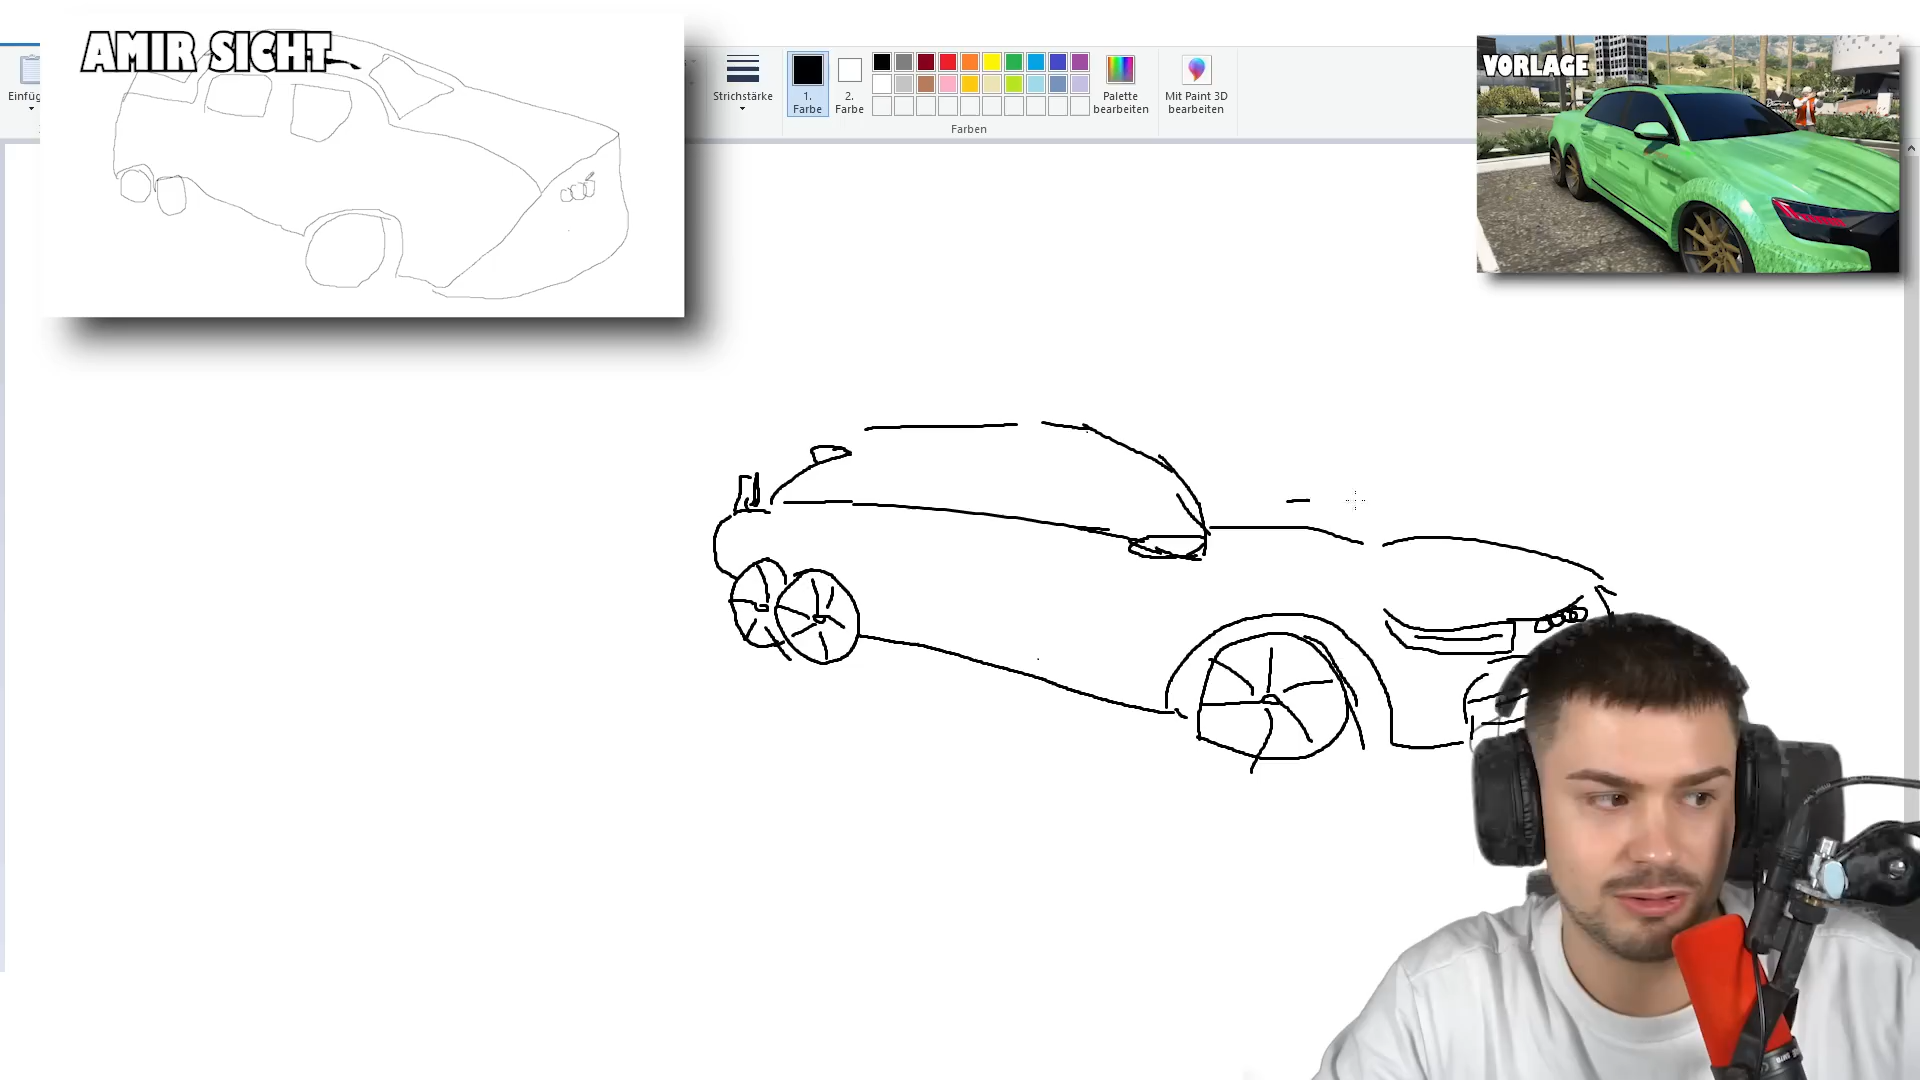 AMIR SICHT
VORLAGE
Einfüg
Strichstärke
1.
Farbe
2.
Farbe
Palette
bearbeiten
Mit Paint 3D
bearbeiten
Farben